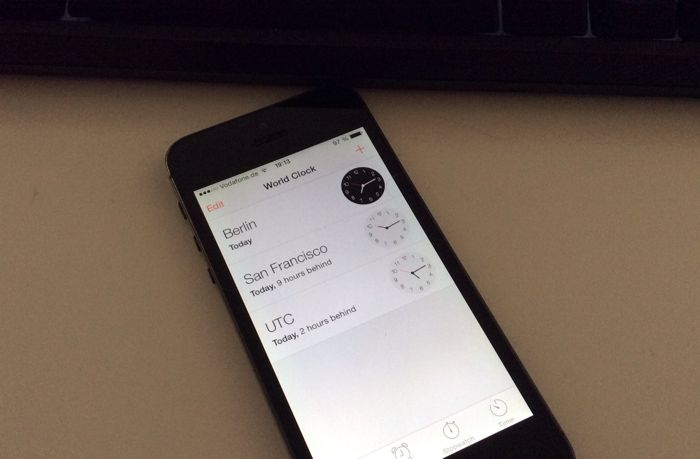 Vodafone.de 19:13 97 %
Edit World Clock +
Berlin
Today
San Francisco
Today, 9 hours behind
UTC
Today, 2 hours behind
Stopwatch Timer